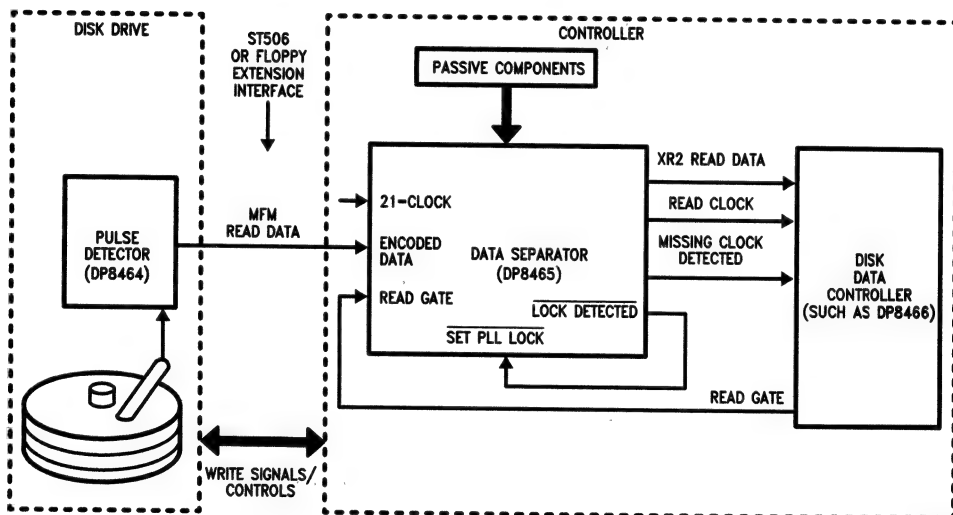 DISK DRIVE
ST506
OR FLOPPY
EXTENSION
INTERFACE
CONTROLLER
PASSIVE COMPONENTS
PULSE
DETECTOR
(DP8464)
MFM
READ DATA
21-CLOCK
ENCODED
DATA
READ GATE
DATA SEPARATOR
(DP8465)
LOCK DETECTED
SET PLL LOCK
XR2 READ DATA
READ CLOCK
MISSING CLOCK
DETECTED
DISK
DATA
CONTROLLER
(SUCH AS DP8466)
READ GATE
WRITE SIGNALS/
CONTROLS